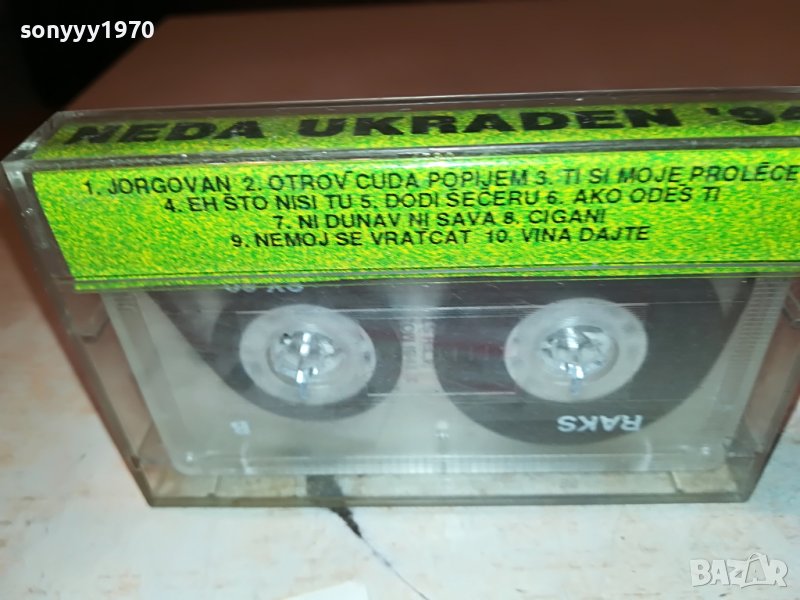 sonyyy1970
NEDA UKRADEN '94
1. JORGOVAN 2. OTROV CUDA POPIJEM 3. TI SI MOJE PROLEĆE
4. EH ŠTO NISI TU 5. DODI ŠEĆERU 6. AKO ODEŠ TI
7. NI DUNAV NI SAVA 8. CIGANI
9. NEMOJ SE VRATCAT 10. VINA DAJTE
B
RAKS
BAZAR